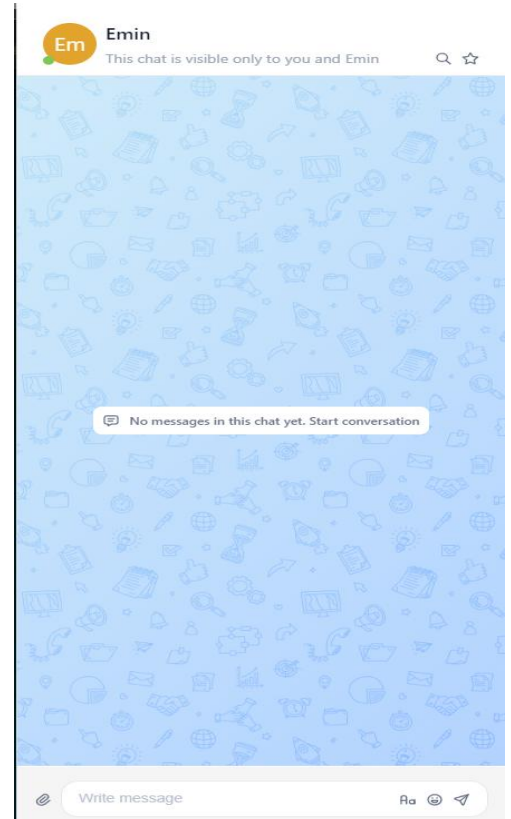 Em
Emin
This chat is visible only to you and Emin
No messages in this chat yet. Start conversation
Write message
Aa